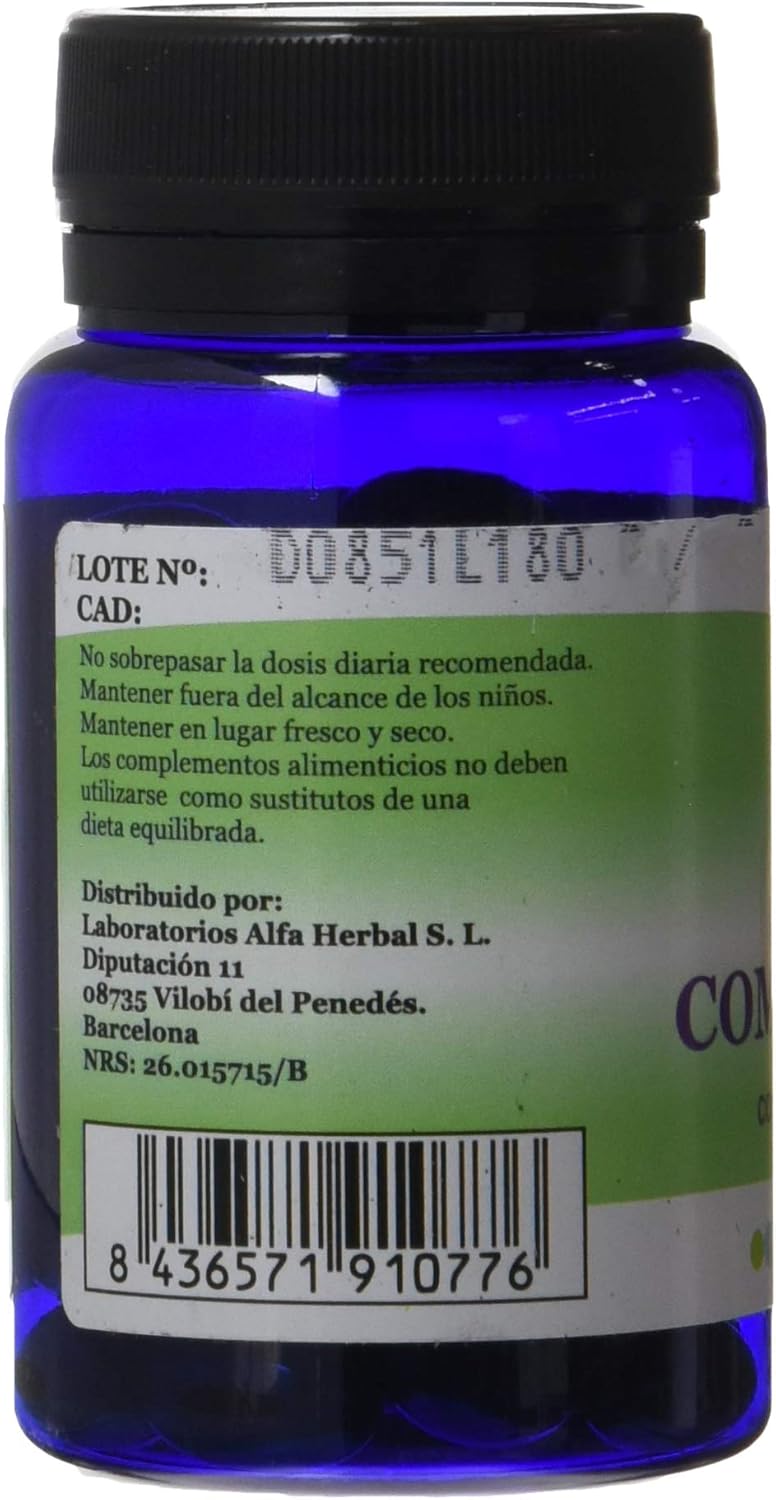 LOTE Nº: D0851L180
CAD:
No sobrepasar la dosis diaria recomendada.
Mantener fuera del alcance de los niños.
Mantener en lugar fresco y seco.
Los complementos alimenticios no deben
utilizarse como sustitutos de una
dieta equilibrada.
Distribuido por:
Laboratorios Alfa Herbal S. L.
Diputación 11
08735 Vilobí del Penedés.
Barcelona
NRS: 26.015715/B
COM
8 436571 910776